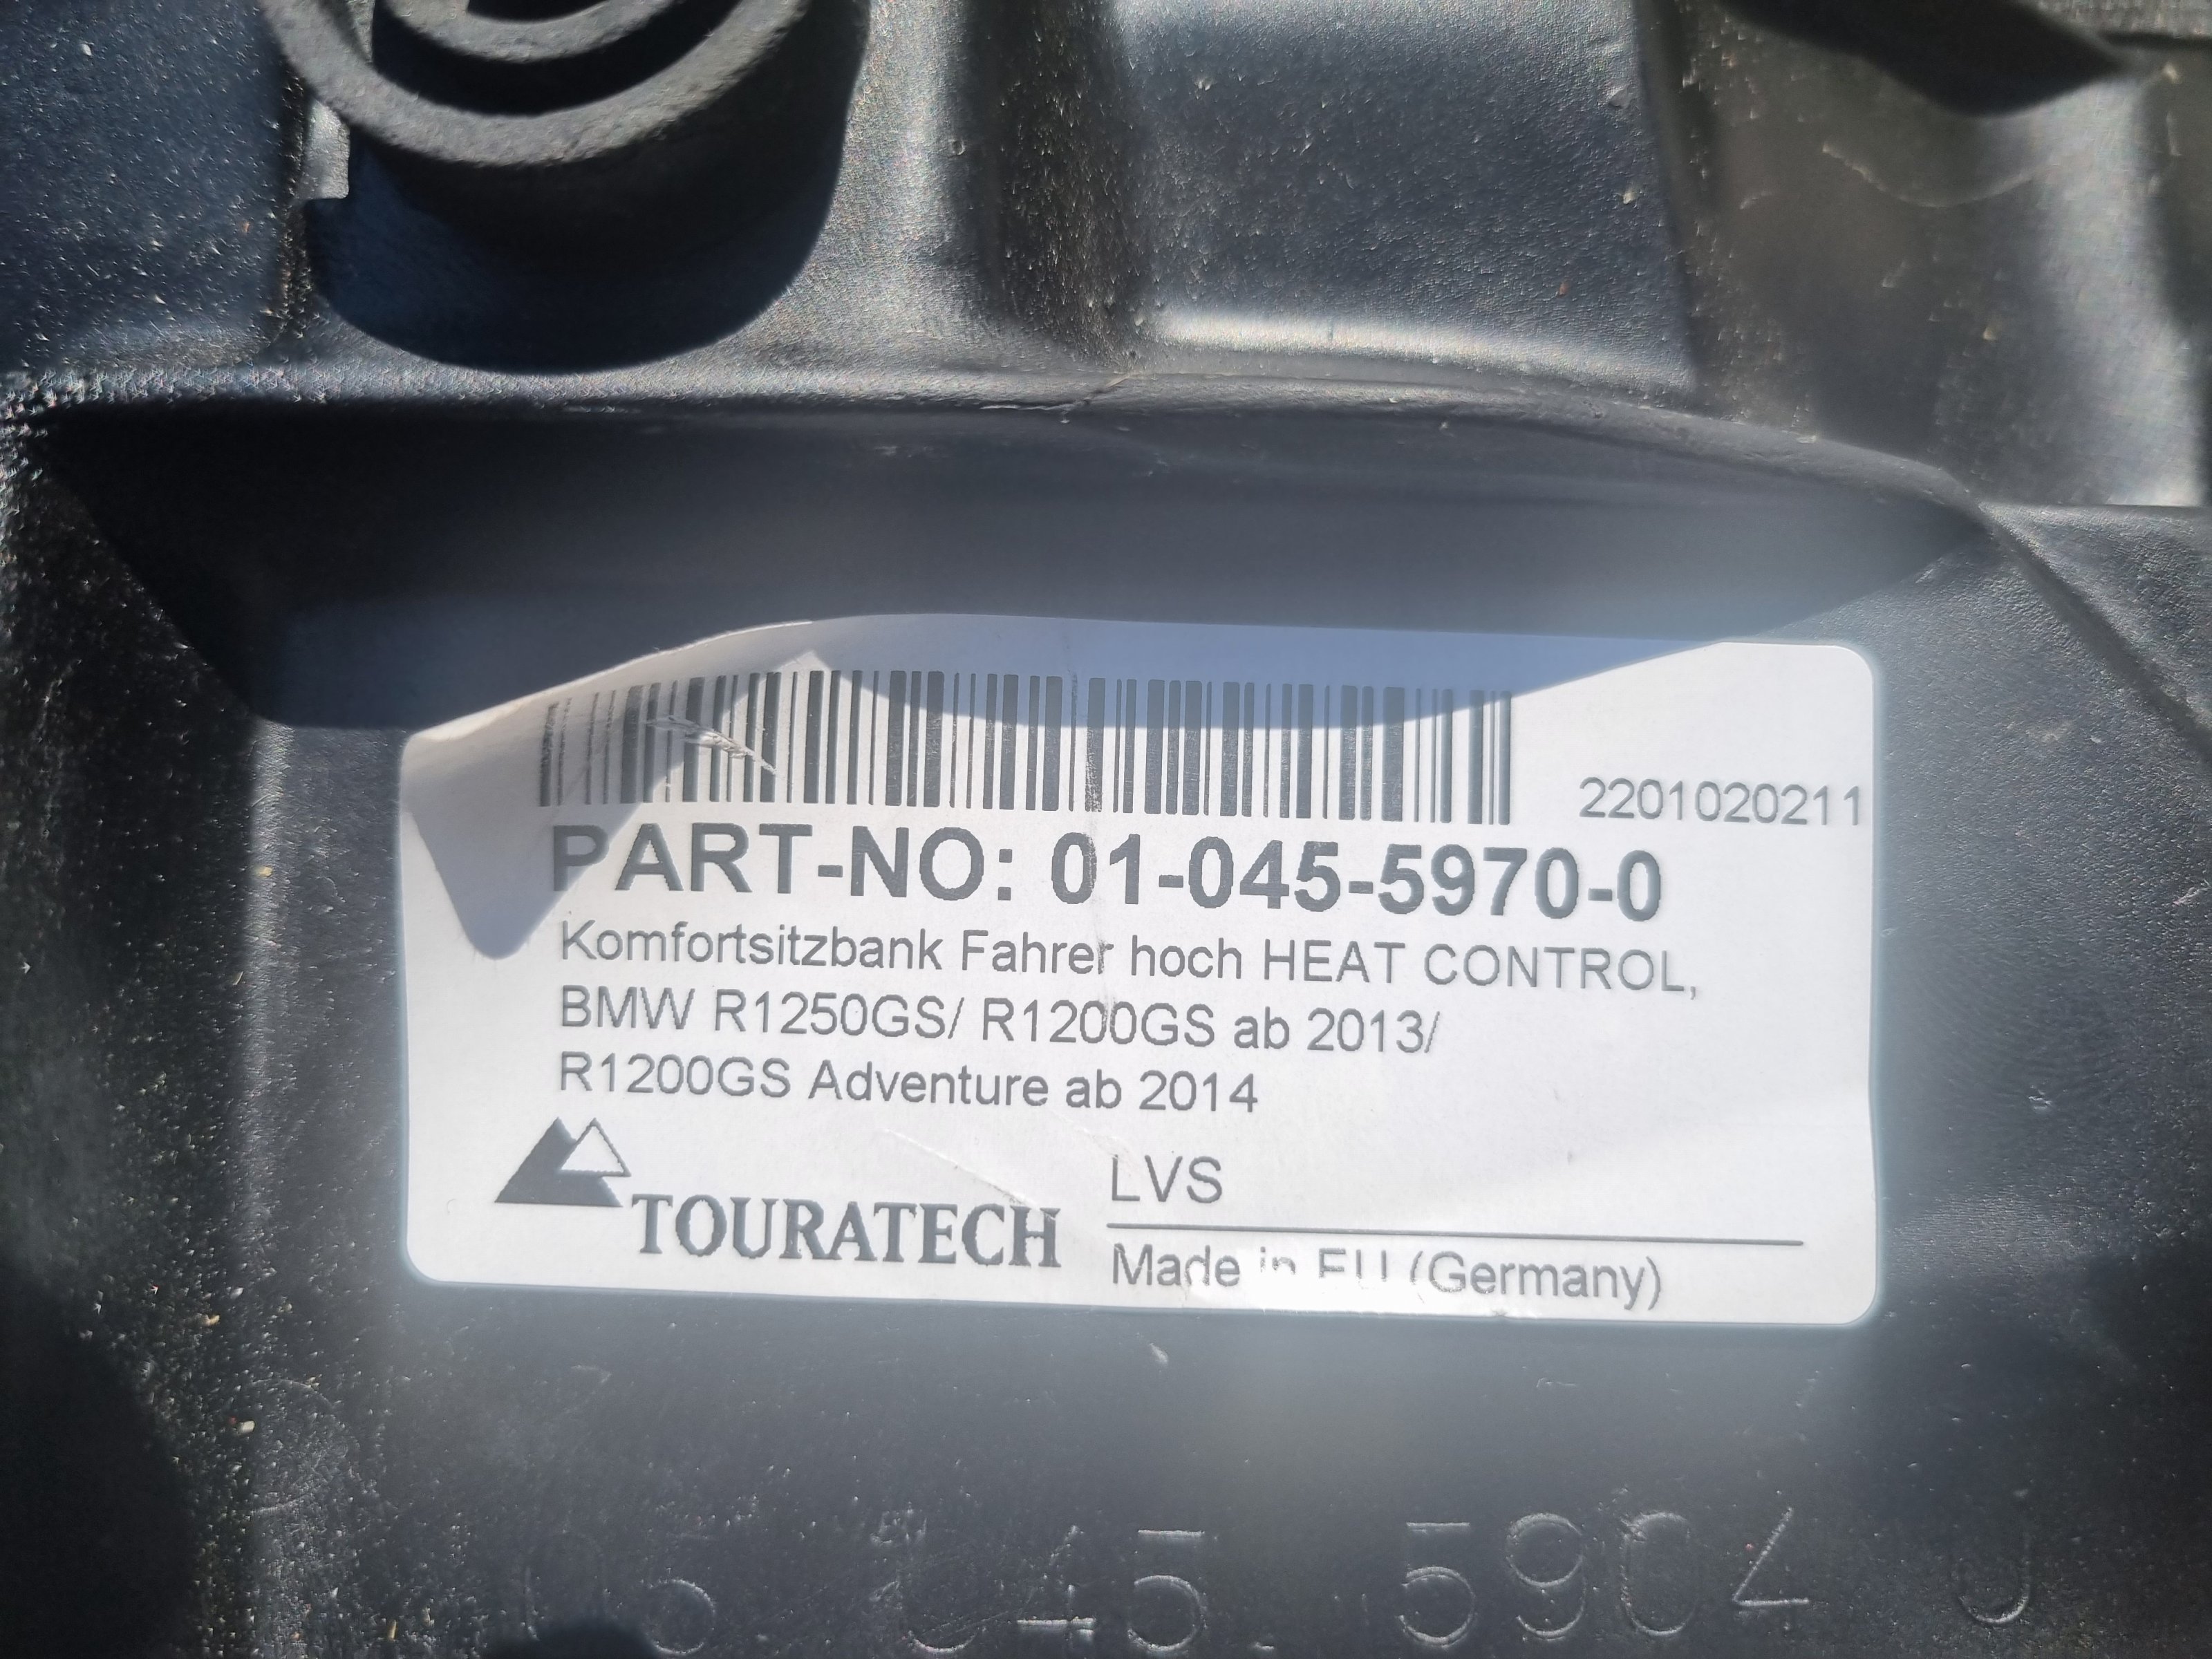 2201020211
PART-NO: 01-045-5970-0
Komfortsitzbank Fahrer hoch HEAT CONTROL,
BMW R1250GS/ R1200GS ab 2013/
R1200GS Adventure ab 2014
TOURATECH
LVS
Made in EU (Germany)
045 5904 0